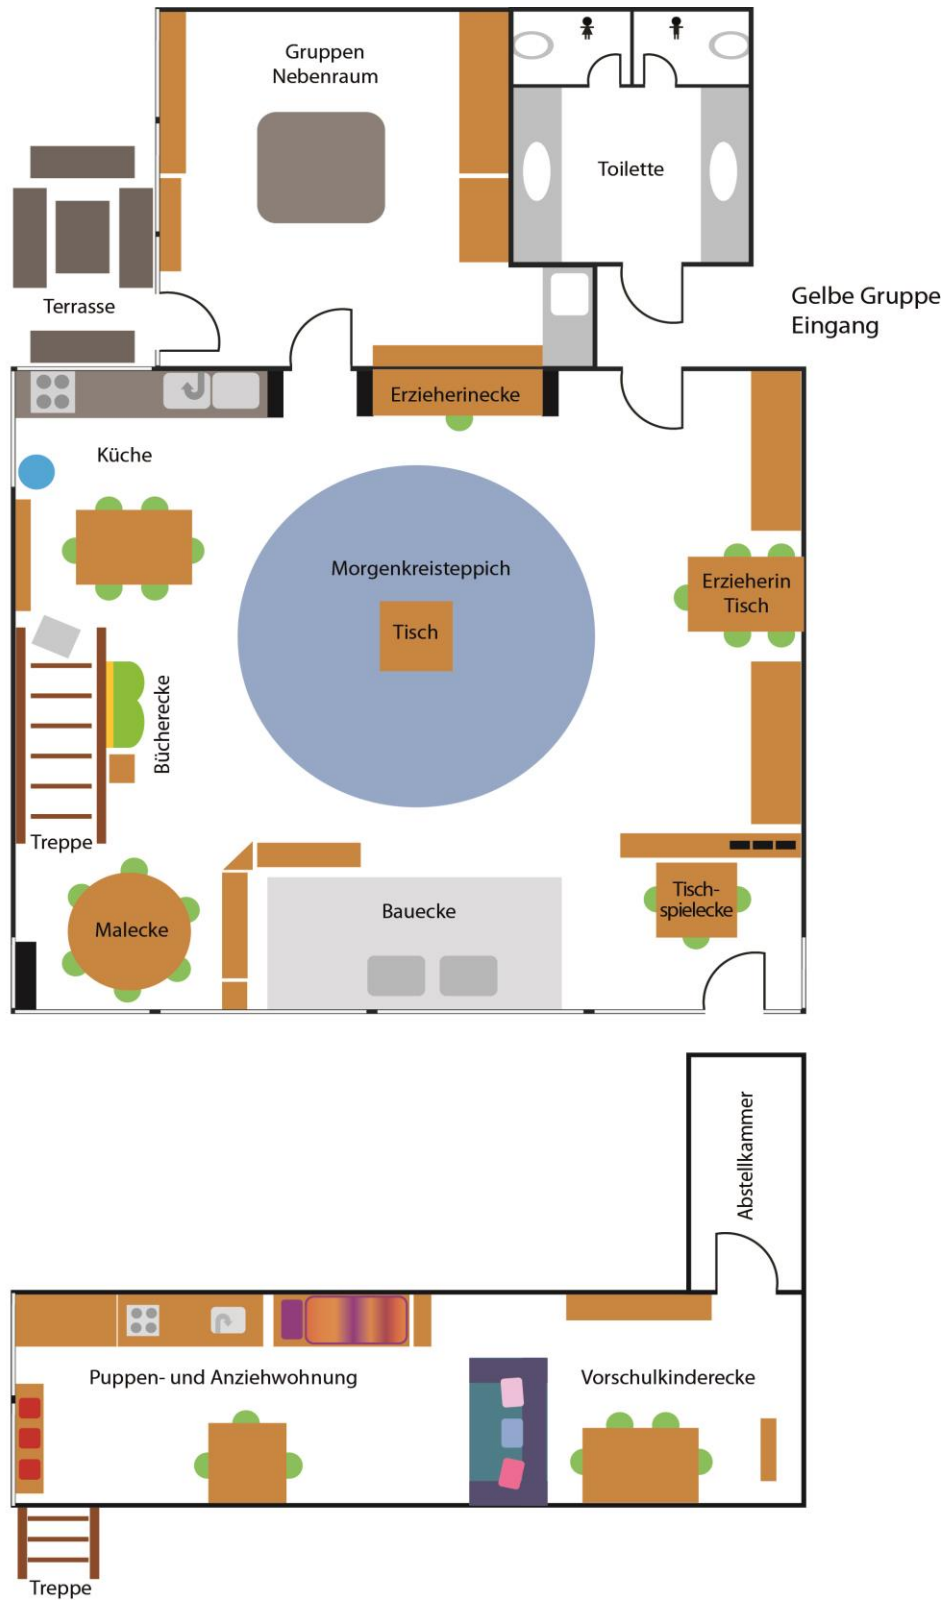 Gruppen
Nebenraum
Toilette
Terrasse
Gelbe Gruppe
Eingang
Erzieherinecke
Küche
Morgenkreisteppich
Tisch
Erzieherin
Tisch
Bücherecke
Treppe
Malecke
Bauecke
Tisch-
spielecke
Abstellkammer
Puppen- und Anziehwohnung
Vorschulkinderecke
Treppe